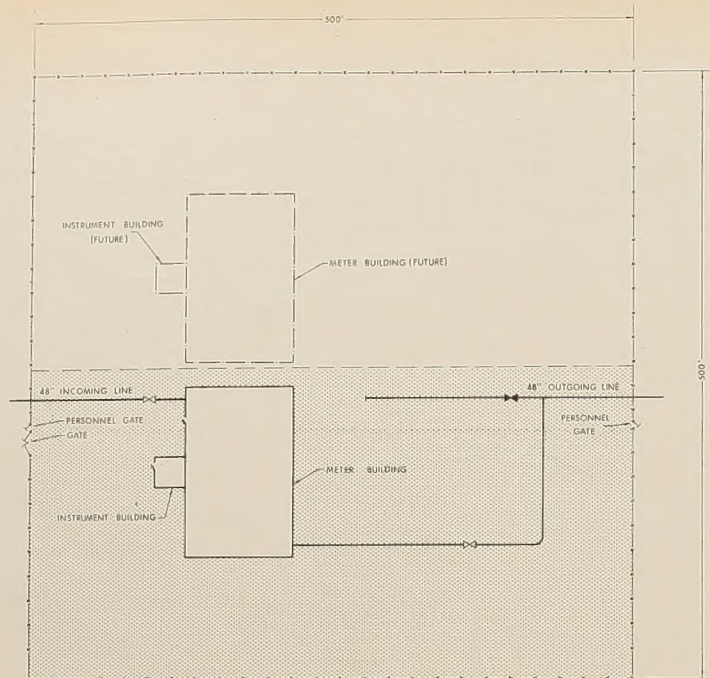 500'
INSTRUMENT BUILDING
(FUTURE)
METER BUILDING (FUTURE)
48" INCOMING LINE
48" OUTGOING LINE
PERSONNEL GATE
GATE
PERSONNEL
GATE
METER BUILDING
INSTRUMENT BUILDING
500'